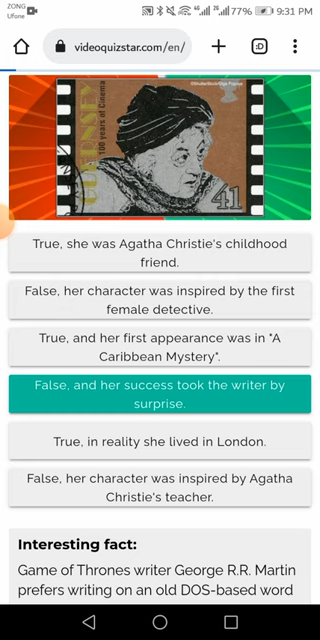 ZONG
Ufone
4G
2G
77%
9:31 PM
videoquizstar.com/en/
:D
GUERNSEY
100 years of Cinema
41
True, she was Agatha Christie's childhood
friend.
False, her character was inspired by the first
female detective.
True, and her first appearance was in "A
Caribbean Mystery".
False, and her success took the writer by
surprise.
True, in reality she lived in London.
False, her character was inspired by Agatha
Christie's teacher.
Interesting fact:
Game of Thrones writer George R.R. Martin
prefers writing on an old DOS-based word